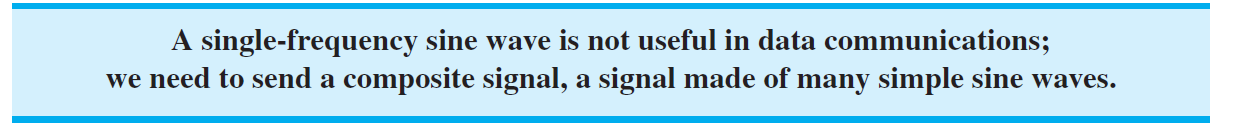 A single-frequency sine wave is not useful in data communications;
we need to send a composite signal, a signal made of many simple sine waves.